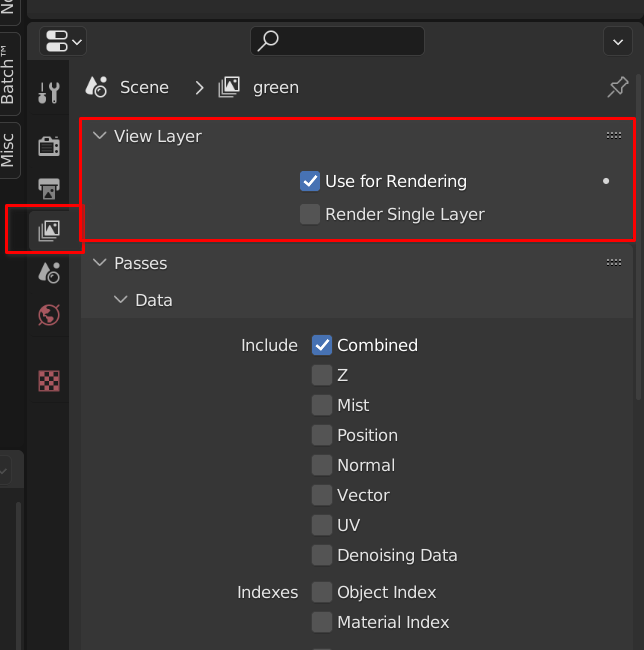 No
Batch™
Misc
Scene
green
View Layer
Use for Rendering
Render Single Layer
Passes
Data
Include
Combined
Z
Mist
Position
Normal
Vector
UV
Denoising Data
Indexes
Object Index
Material Index